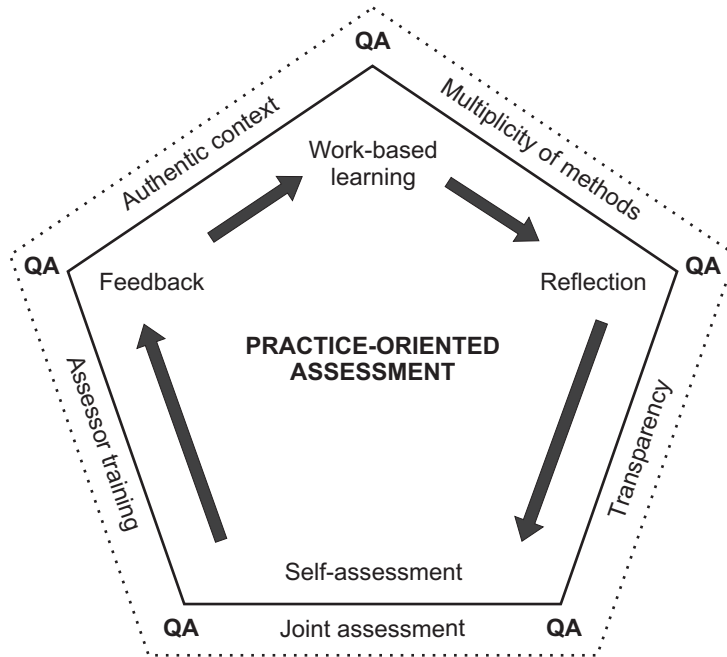 QA
Authentic context
Multiplicity of methods
Work-based
learning
QA
Feedback
Reflection
QA
PRACTICE-ORIENTED
ASSESSMENT
Assessor training
Transparency
Self-assessment
QA
Joint assessment
QA